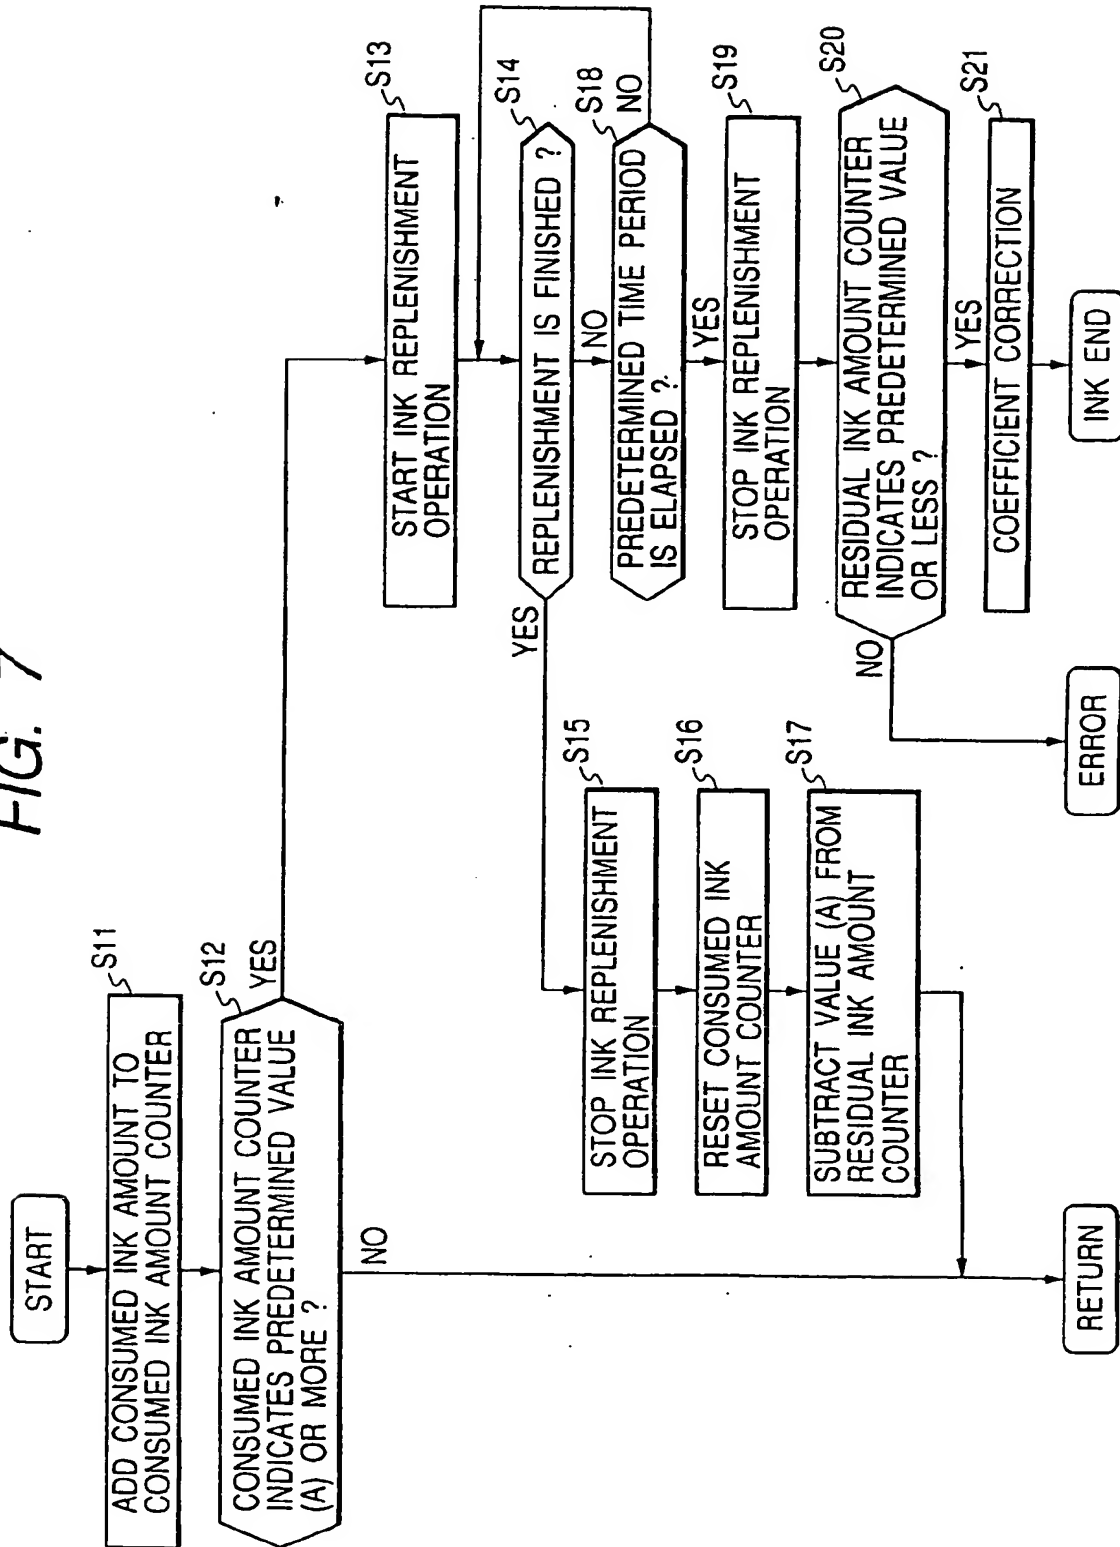 FIG. 7
START
ADD CONSUMED INK AMOUNT TO
CONSUMED INK AMOUNT COUNTER
S11
CONSUMED INK AMOUNT COUNTER
INDICATES PREDETERMINED VALUE
(A) OR MORE ?
S12
YES
NO
START INK REPLENISHMENT
OPERATION
S13
REPLENISHMENT IS FINISHED ?
S14
YES
NO
STOP INK REPLENISHMENT
OPERATION
S15
RESET CONSUMED INK
AMOUNT COUNTER
S16
SUBTRACT VALUE (A) FROM
RESIDUAL INK AMOUNT
COUNTER
S17
PREDETERMINED TIME PERIOD
IS ELAPSED ?
S18
NO
YES
STOP INK REPLENISHMENT
OPERATION
S19
RESIDUAL INK AMOUNT COUNTER
INDICATES PREDETERMINED VALUE
OR LESS ?
S20
NO
YES
COEFFICIENT CORRECTION
S21
RETURN
ERROR
INK END